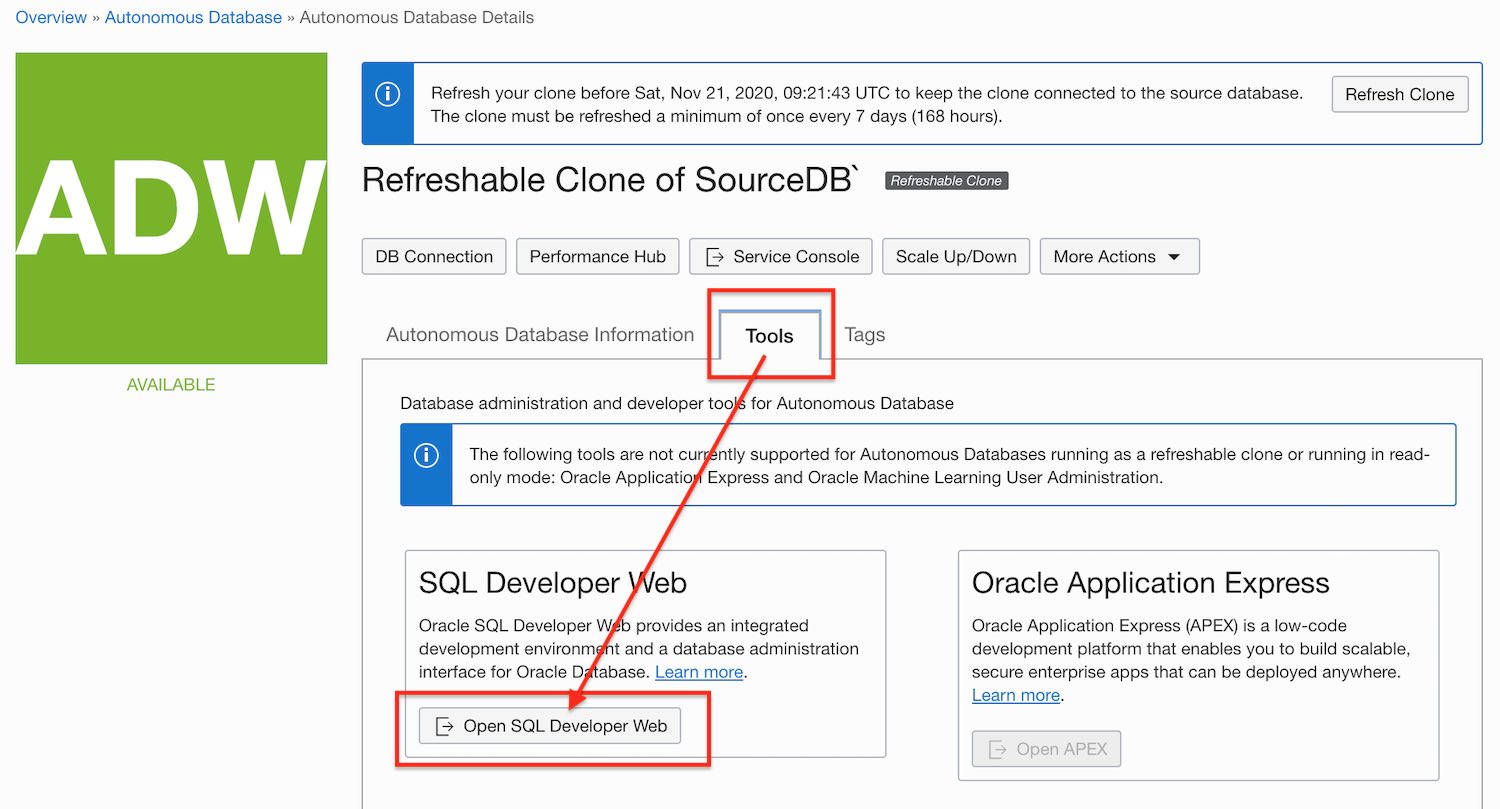 Overview » Autonomous Database » Autonomous Database Details
ADW
AVAILABLE
Refresh your clone before Sat, Nov 21, 2020, 09:21:43 UTC to keep the clone connected to the source database.
The clone must be refreshed a minimum of once every 7 days (168 hours).
Refresh Clone
Refreshable Clone of SourceDB`
Refreshable Clone
DB Connection
Performance Hub
Service Console
Scale Up/Down
More Actions
Autonomous Database Information
Tools
Tags
Database administration and developer tools for Autonomous Database
The following tools are not currently supported for Autonomous Databases running as a refreshable clone or running in read-
only mode: Oracle Application Express and Oracle Machine Learning User Administration.
SQL Developer Web
Oracle SQL Developer Web provides an integrated
development environment and a database administration
interface for Oracle Database. Learn more.
Open SQL Developer Web
Oracle Application Express
Oracle Application Express (APEX) is a low-code
development platform that enables you to build scalable,
secure enterprise apps that can be deployed anywhere.
Learn more.
Open APEX